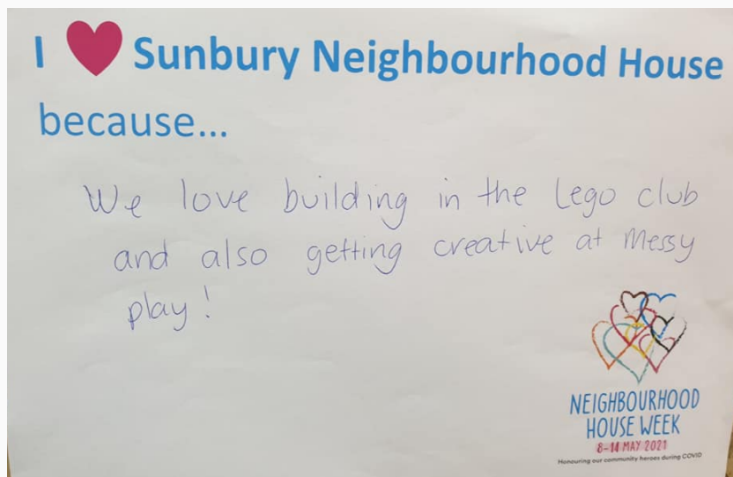 I ❤ Sunbury Neighbourhood House
because...
We love building in the Lego club
and also getting creative at Messy
play!
NEIGHBOURHOOD
HOUSE WEEK
8-14 MAY 2021
Honouring our community heroes during COVID